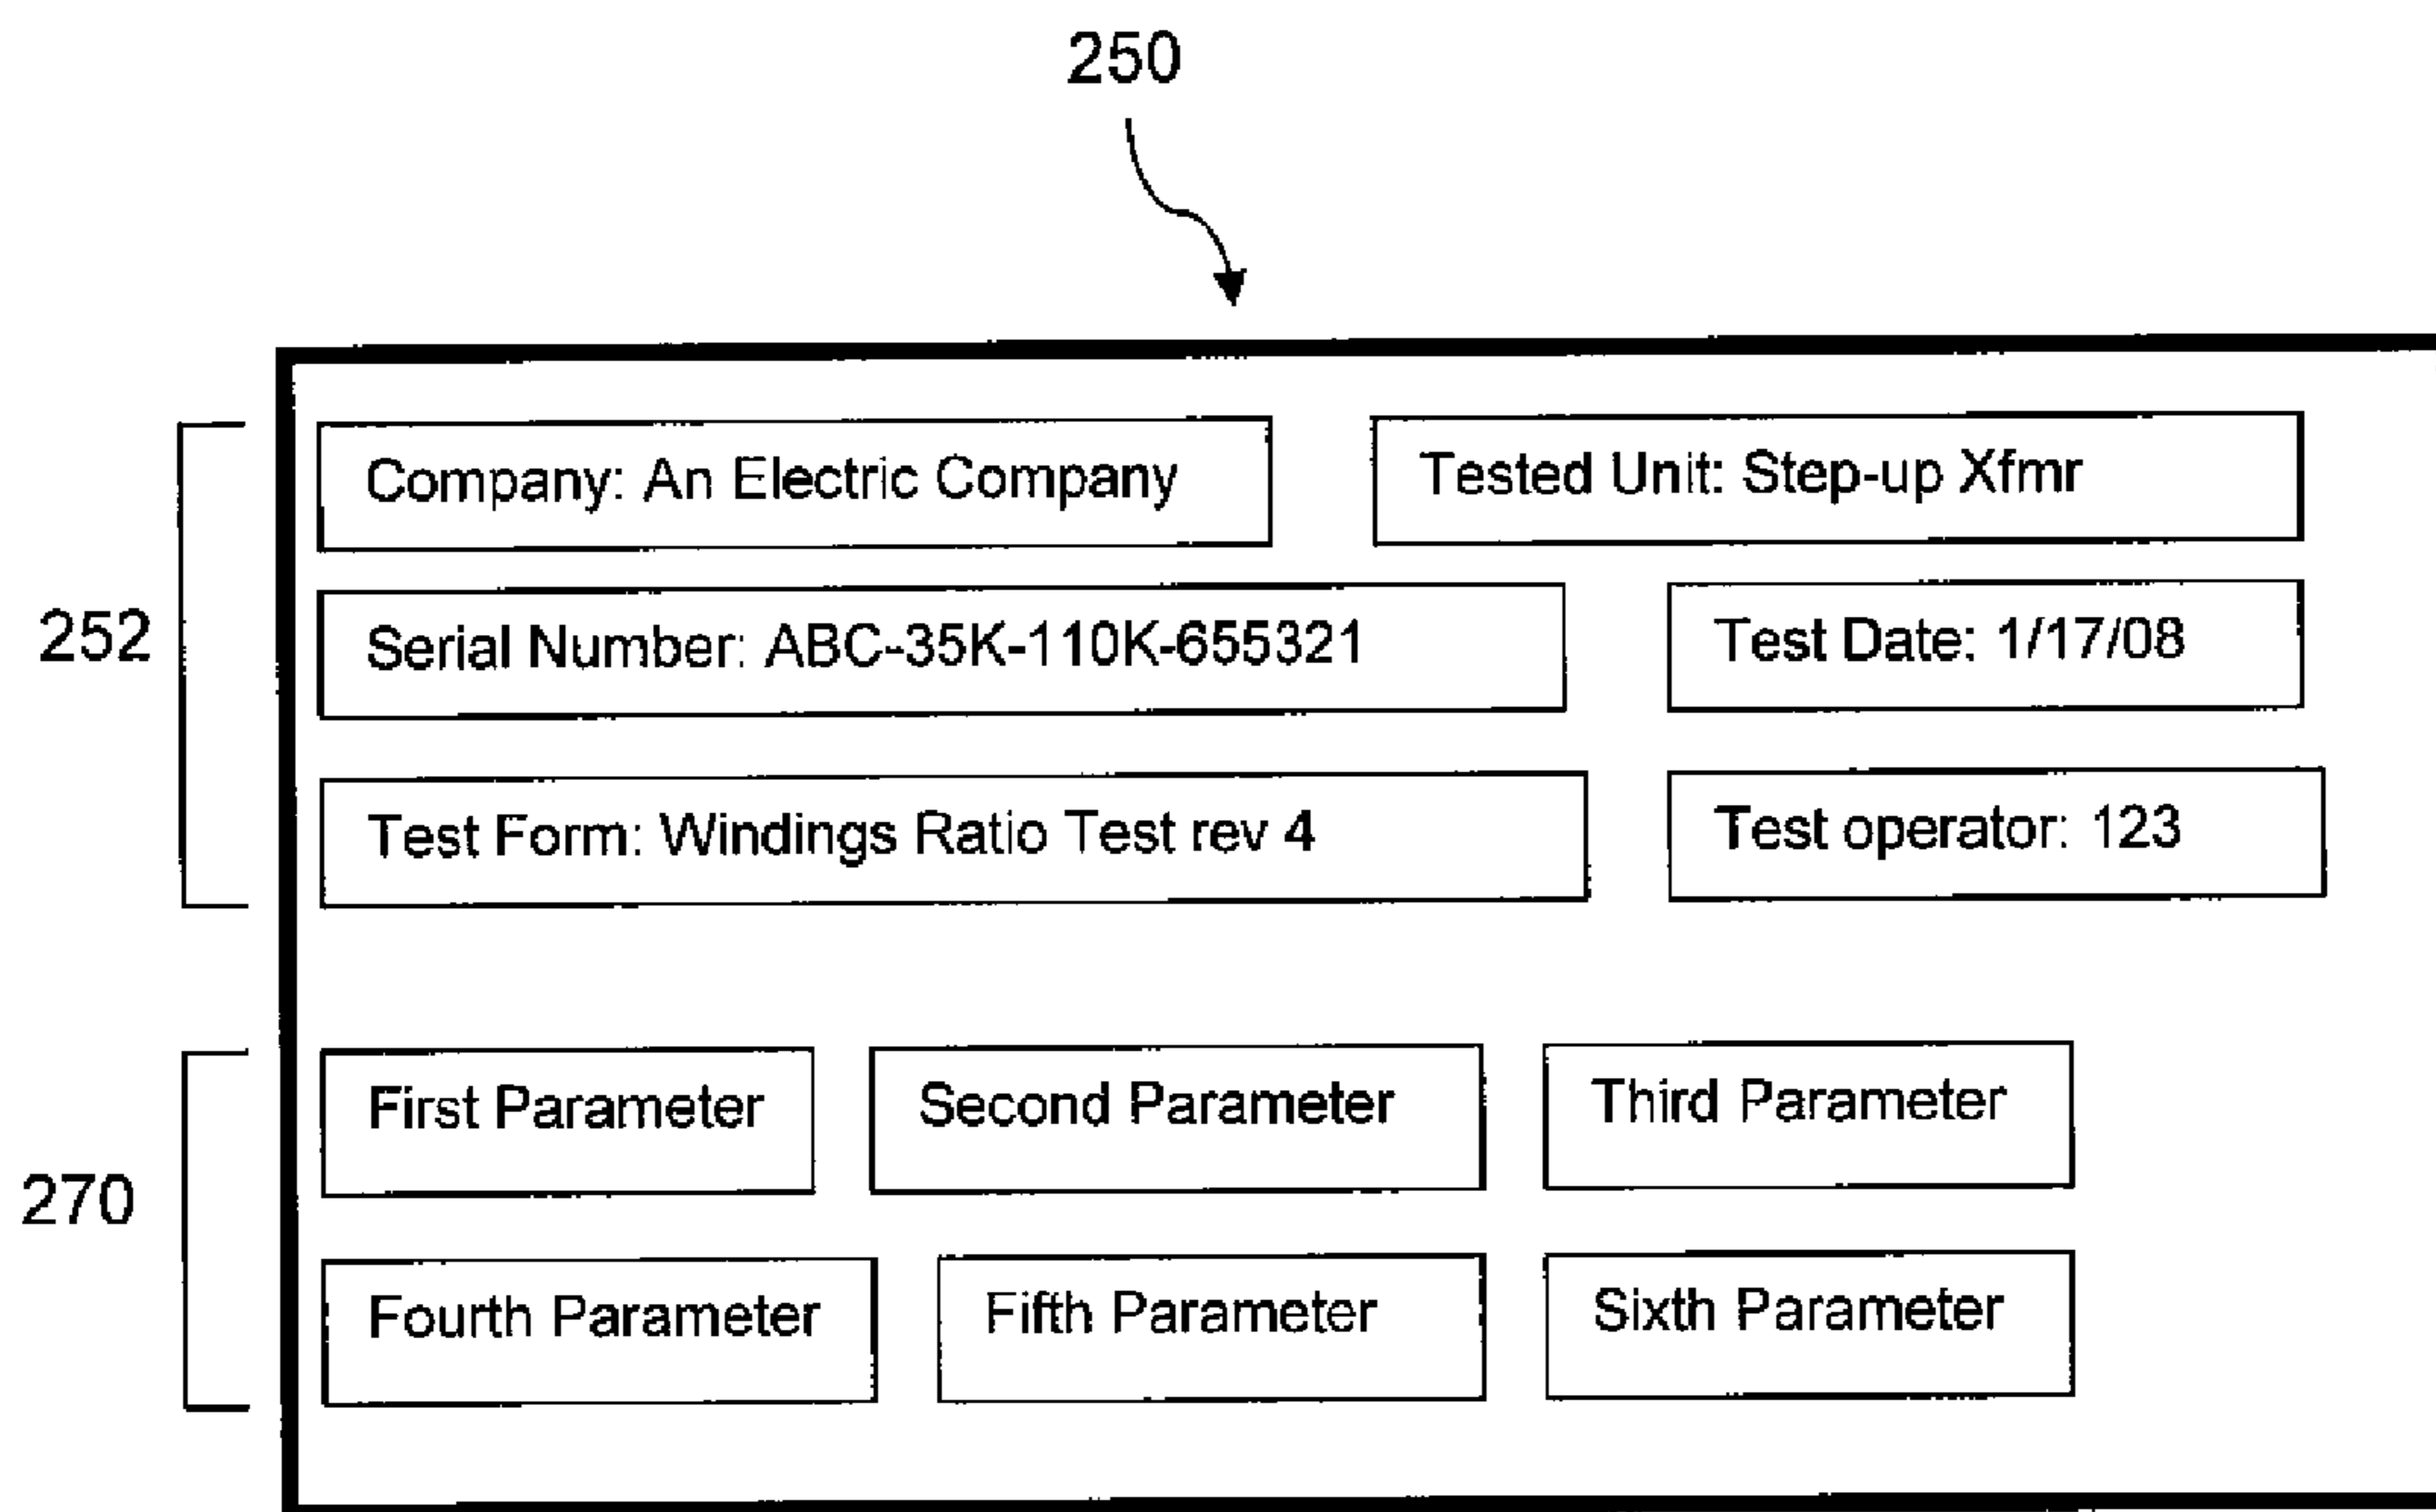 250
Company: An Electric Company Tested Unit: Step-up Xfmr
252
Serial Number: ABC-35K-110K-655321 Test Date: 1/17/08
Test Form: Windings Ratio Test rev 4 Test operator: 123
First Parameter Second Parameter Third Parameter
270
Fourth Parameter Fifth Parameter Sixth Parameter